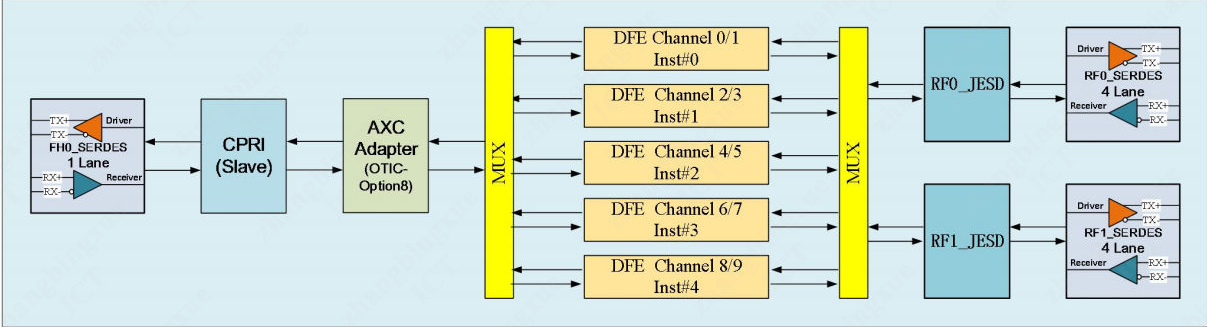 TX+
Driver
TX-
FH0_SERDES
1 Lane
RX+
Receiver
RX-
CPRI
(Slave)
AXC
Adapter
(OTIC-
Option8)
MUX
DFE Channel 0/1
Inst#0
DFE Channel 2/3
Inst#1
DFE Channel 4/5
Inst#2
DFE Channel 6/7
Inst#3
DFE Channel 8/9
Inst#4
MUX
RF0_JESD
RF1_JESD
Driver
TX+
TX-
RF0_SERDES
4 Lane
Receiver
RX+
RX-
Driver
TX+
TX-
RF1_SERDES
4 Lane
Receiver
RX+
RX-